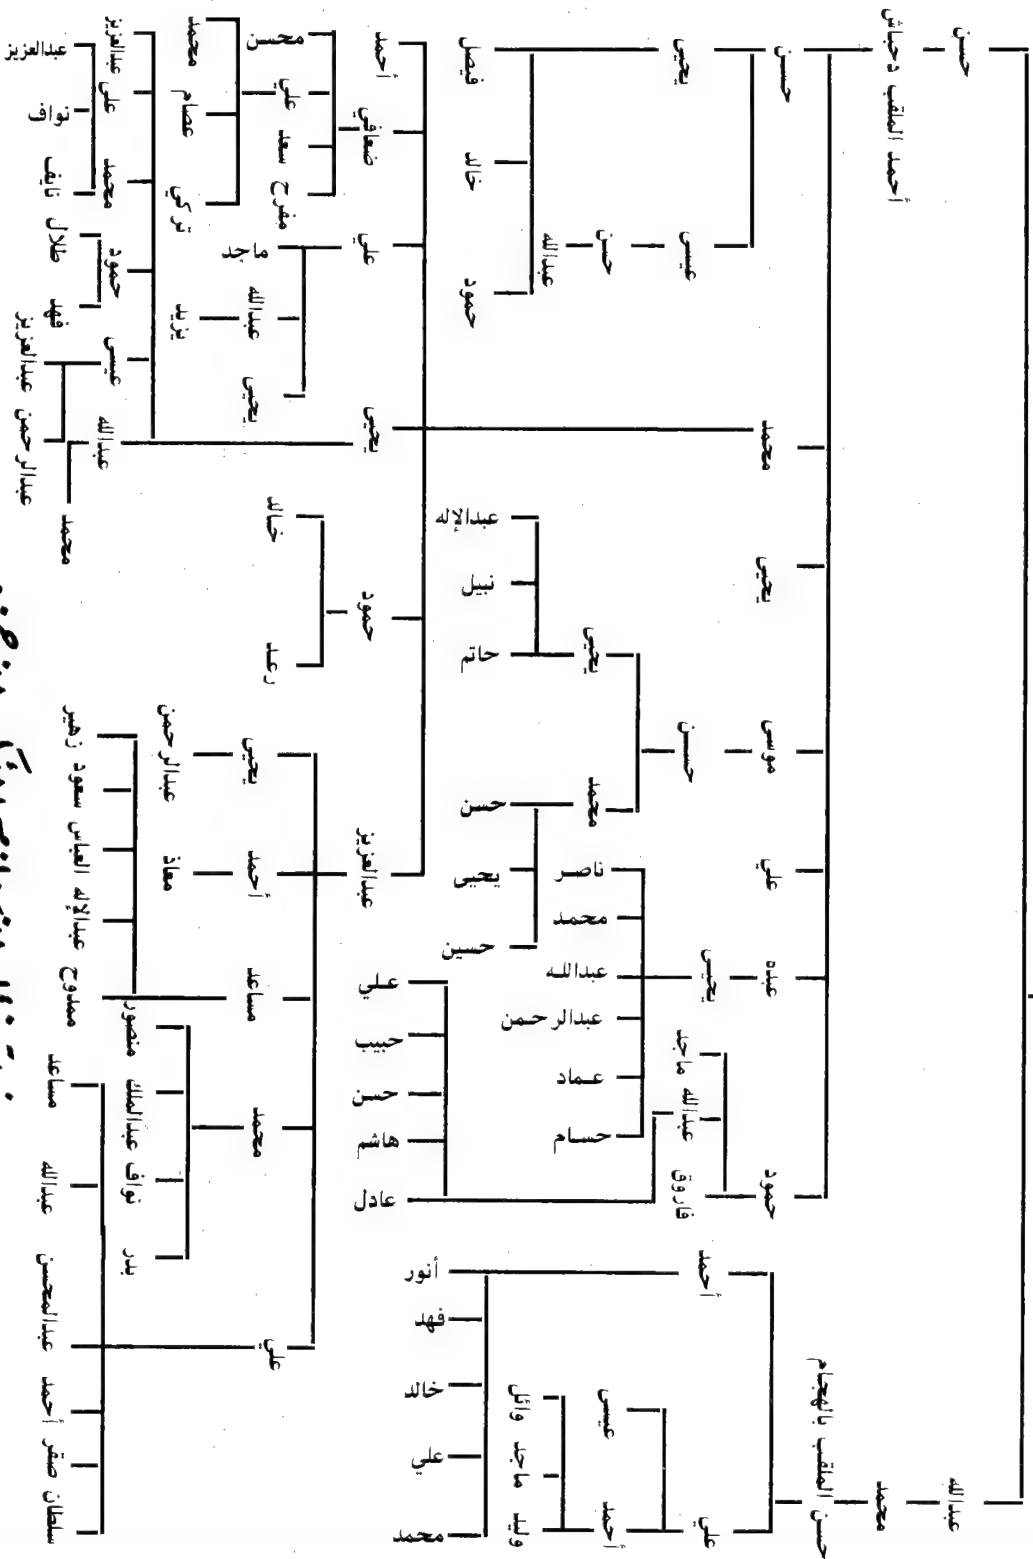 حسن
عبدالله
أحمد الملقب دحباش
محمد
حسن الملقب بالهجام
حسن
محمد
يحيى
موسى
علي
عبده
حمود
يحيى
عيسى
حسن
عبدالله
فيصل
خالد
حمود
حسن
يحيى
محمد
عبدالإله
نبيل
حاتم
حسن
يحيى
حسين
يحيى
ناصر
محمد
عبدالله
عبدالرحمن
عماد
حسام
ماجد
عبدالله
فاروق
علي
حبيب
حسن
هاشم
عادل
أحمد
علي
أنور
فهد
خالد
علي
محمد
عيسى
أحمد
وائل
ماجد
وليد
أحمد
ضعافي
علي
يحيى
حمود
عبدالعزيز
محسن
علي
سعد
مفرح
محمد
عصام
تركي
ماجد
عبدالله
يحيى
يزيد
عبدالعزيز
علي
محمد
حمود
عيسى
عبدالله
عبدالعزيز
نواف
نايف
طلال
فهد
عبدالعزيز
عبدالرحمن
محمد
خالد
رعد
يحيى
أحمد
مساعد
محمد
علي
عبدالرحمن
معاذ
زهير
سعود
العباس
عبدالإله
ممدوح
منصور
عبدالملك
نواف
بدر
مساعد
عبدالله
عبدالمحسن
أحمد
صقر
سلطان